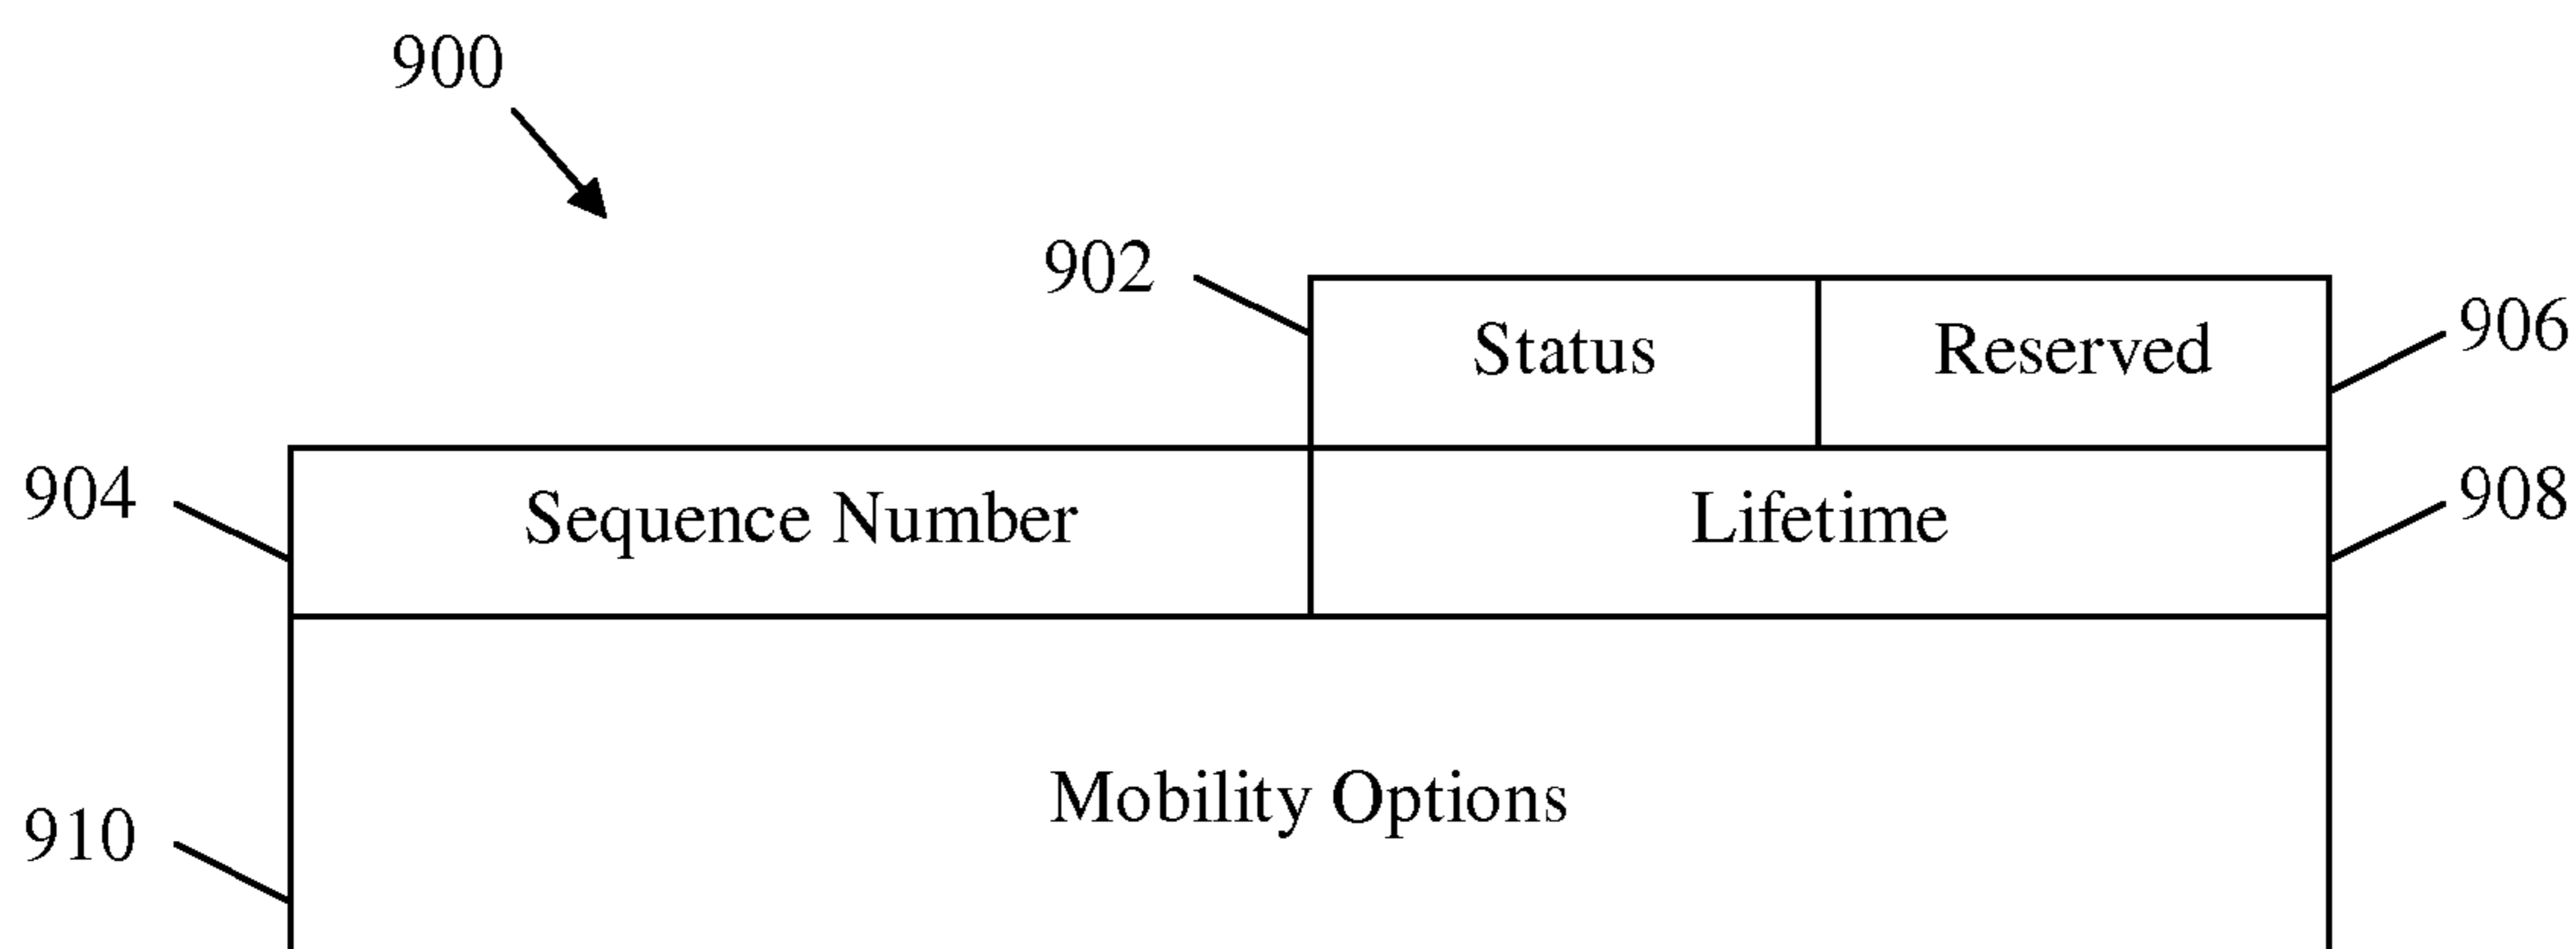 900
902
Status
Reserved
906
904
Sequence Number
Lifetime
908
Mobility Options
910